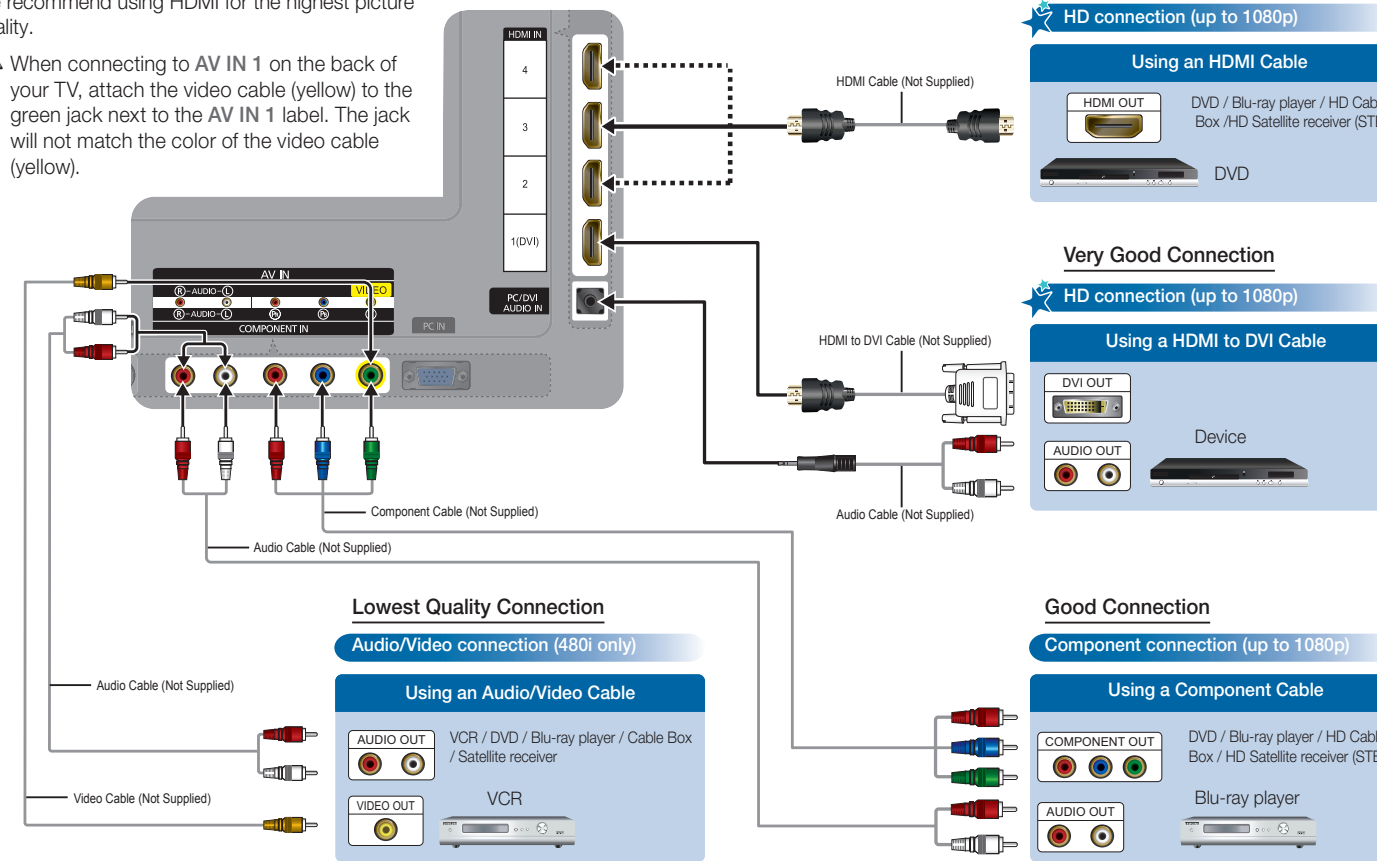 recommend using HDMI for the highest picture
When connecting to AV IN 1 on the back of
your TV, attach the video cable (yellow) to the
green jack next to the AV IN 1 label. The jack
will not match the color of the video cable
(yellow).
HDMI IN
4
3
2
1(DVI)
PC/DVI
AUDIO IN
AV IN
R-AUDIO-L
VIDEO
R-AUDIO-L PR PB Y
COMPONENT IN
PC IN
HDMI Cable (Not Supplied)
HD connection (up to 1080p)
Using an HDMI Cable
HDMI OUT
DVD / Blu-ray player / HD
Box /HD Satellite receiver
DVD
Very Good Connection
HD connection (up to 1080p)
HDMI to DVI Cable (Not Supplied)
Using a HDMI to DVI Cable
DVI OUT
Device
AUDIO OUT
Audio Cable (Not Supplied)
Component Cable (Not Supplied)
Audio Cable (Not Supplied)
Lowest Quality Connection
Audio/Video connection (480i only)
Audio Cable (Not Supplied)
Using an Audio/Video Cable
AUDIO OUT
VCR / DVD / Blu-ray player / Cable Box
/ Satellite receiver
Video Cable (Not Supplied)
VIDEO OUT
VCR
Good Connection
Component connection (up to 1080p)
Using a Component Cable
COMPONENT OUT
DVD / Blu-ray player / HD
Box / HD Satellite receiver
Blu-ray player
AUDIO OUT